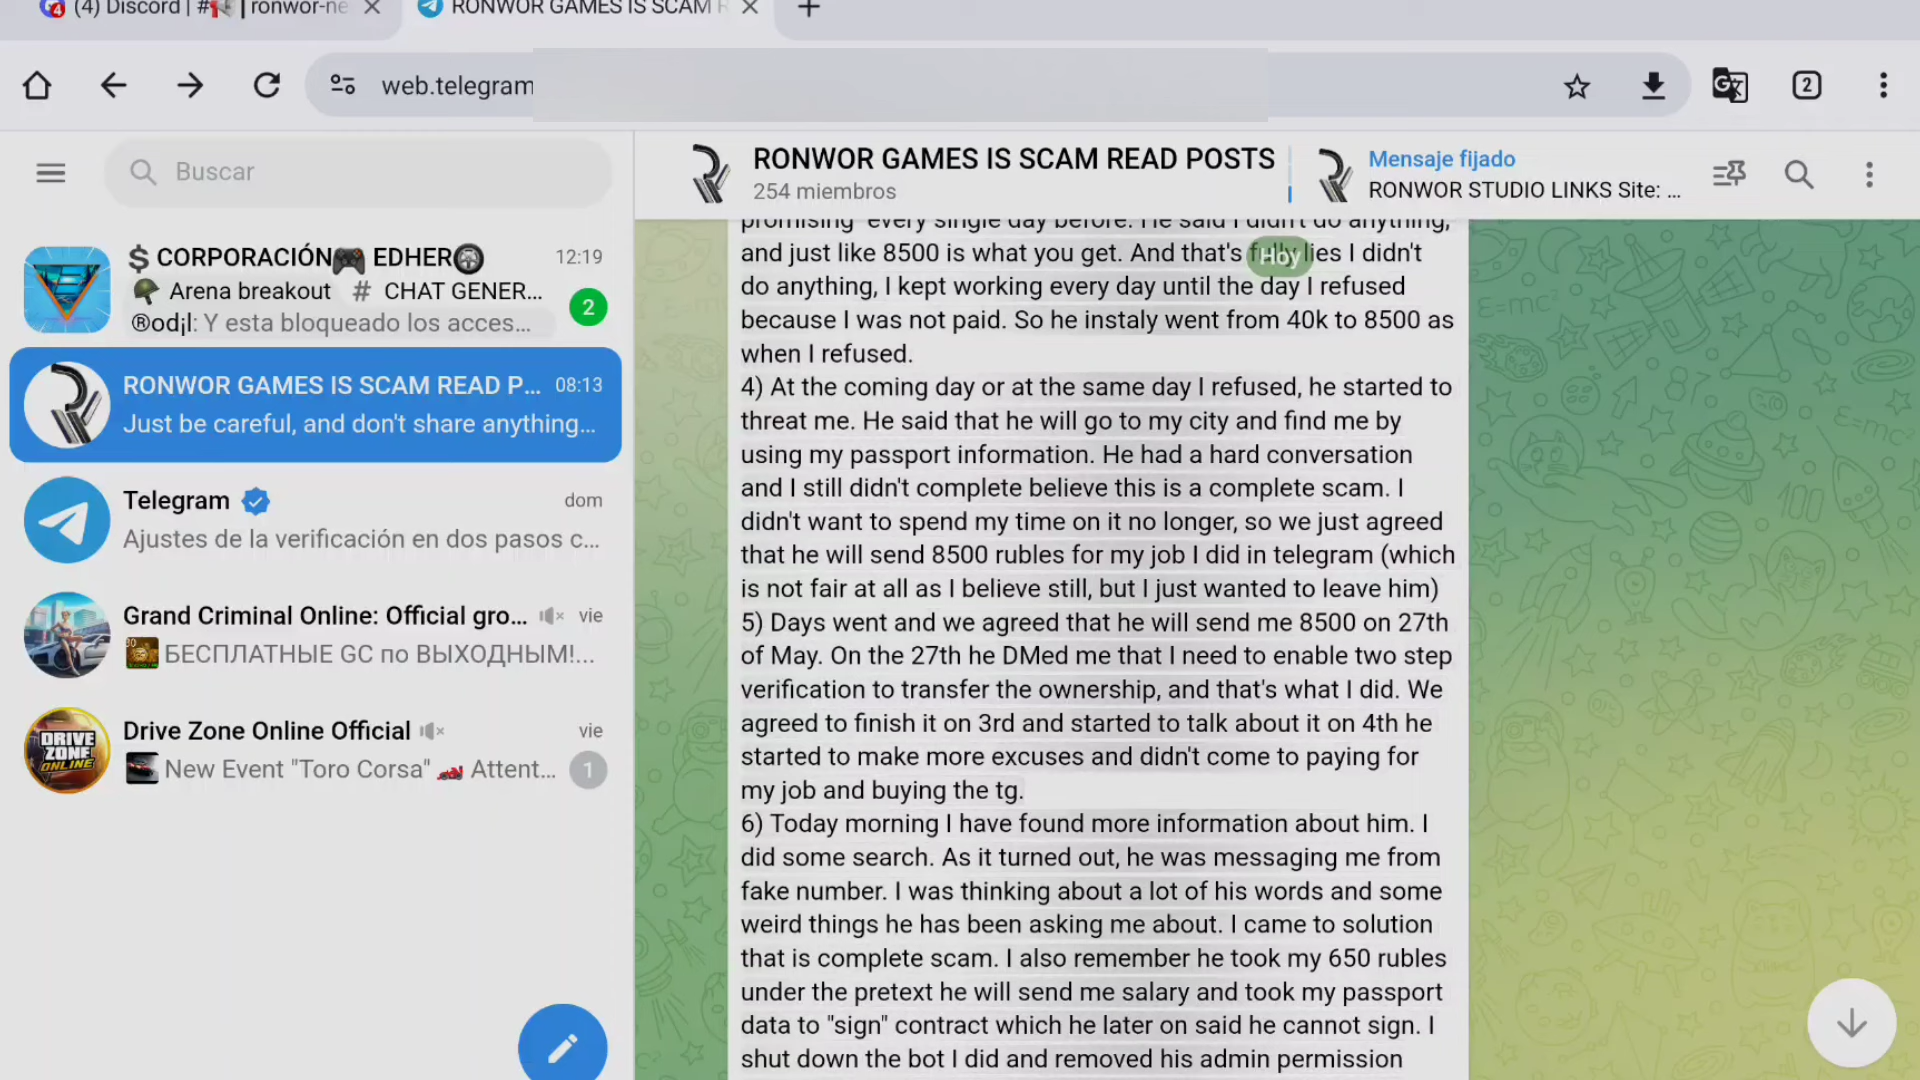 (4) Discord | #📢 | ronwor-ne
RONWOR GAMES IS SCAM R
web.telegram
2
Buscar
RONWOR GAMES IS SCAM READ POSTS
254 miembros
Mensaje fijado
RONWOR STUDIO LINKS Site: ...
$ CORPORACIÓN🎮 EDHER🛞
12:19
🪖 Arena breakout # CHAT GENER...
®od¡l: Y esta bloqueado los acces...
2
RONWOR GAMES IS SCAM READ P...
08:13
Just be careful, and don't share anything...
Telegram
dom
Ajustes de la verificación en dos pasos c...
Grand Criminal Online: Official gro...
vie
БЕСПЛАТНЫЕ GC по ВЫХОДНЫМ!...
DRIVE ZONE ONLINE
Drive Zone Online Official
vie
New Event "Toro Corsa" 🏎️ Attent...
1
Hoy
promising every single day before. He said I didn't do anything,
and just like 8500 is what you get. And that's fully lies I didn't
do anything, I kept working every day until the day I refused
because I was not paid. So he instaly went from 40k to 8500 as
when I refused.
4) At the coming day or at the same day I refused, he started to
threat me. He said that he will go to my city and find me by
using my passport information. He had a hard conversation
and I still didn't complete believe this is a complete scam. I
didn't want to spend my time on it no longer, so we just agreed
that he will send 8500 rubles for my job I did in telegram (which
is not fair at all as I believe still, but I just wanted to leave him)
5) Days went and we agreed that he will send me 8500 on 27th
of May. On the 27th he DMed me that I need to enable two step
verification to transfer the ownership, and that's what I did. We
agreed to finish it on 3rd and started to talk about it on 4th he
started to make more excuses and didn't come to paying for
my job and buying the tg.
6) Today morning I have found more information about him. I
did some search. As it turned out, he was messaging me from
fake number. I was thinking about a lot of his words and some
weird things he has been asking me about. I came to solution
that is complete scam. I also remember he took my 650 rubles
under the pretext he will send me salary and took my passport
data to "sign" contract which he later on said he cannot sign. I
shut down the bot I did and removed his admin permission